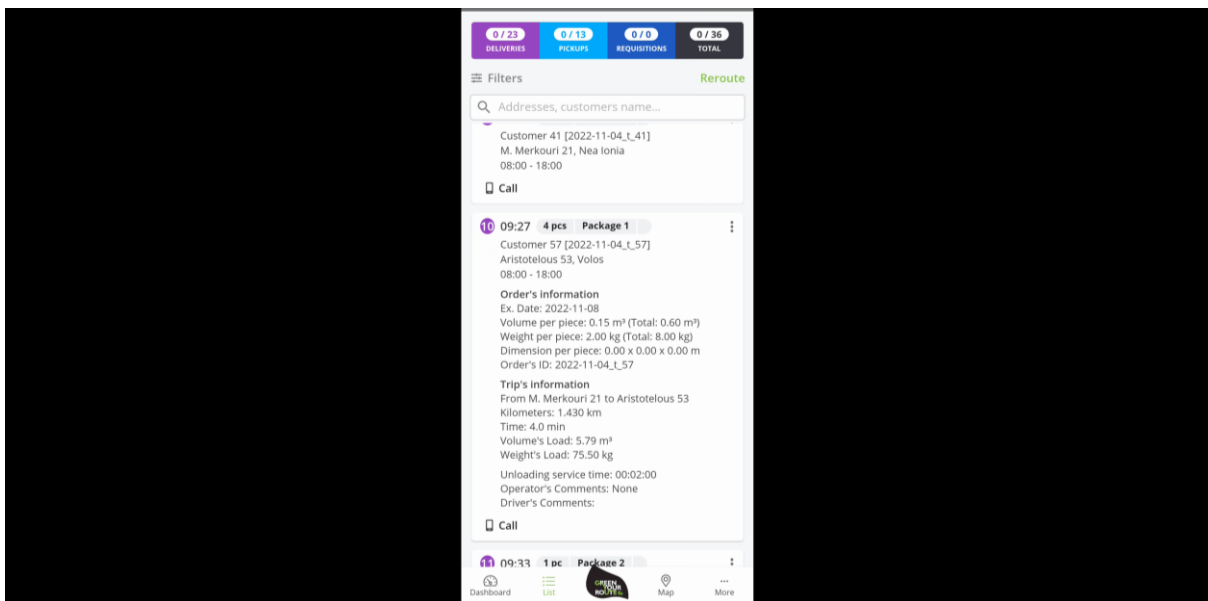 0 / 23 0 / 13 0 / 0 0 / 36
DELIVERIES PICKUPS REQUISITIONS TOTAL
Filters Reroute
Addresses, customers name...
Customer 41 [2022-11-04_t_41]
M. Merkouri 21, Nea Ionia
08:00 - 18:00
Call
10 09:27 4 pcs Package 1
Customer 57 [2022-11-04_t_57]
Aristotelous 53, Volos
08:00 - 18:00
Order's information
Ex. Date: 2022-11-08
Volume per piece: 0.15 m³ (Total: 0.60 m³)
Weight per piece: 2.00 kg (Total: 8.00 kg)
Dimension per piece: 0.00 x 0.00 x 0.00 m
Order's ID: 2022-11-04_t_57
Trip's information
From M. Merkouri 21 to Aristotelous 53
Kilometers: 1.430 km
Time: 4.0 min
Volume's Load: 5.79 m³
Weight's Load: 75.50 kg
Unloading service time: 00:02:00
Operator's Comments: None
Driver's Comments:
Call
11 09:33 1 pc Package 2
GREEN
YOUR
ROUTE
Dashboard List Map More